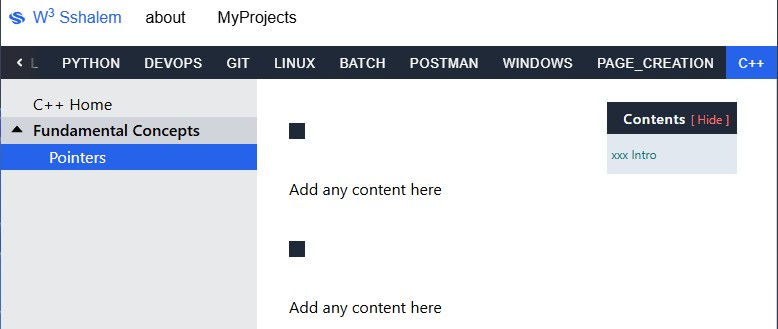 W³ Sshalem about MyProjects
L PYTHON DEVOPS GIT LINUX BATCH POSTMAN WINDOWS PAGE_CREATION C++
C++ Home
Fundamental Concepts
Pointers
Contents [ Hide ]
xxx Intro
Add any content here
Add any content here